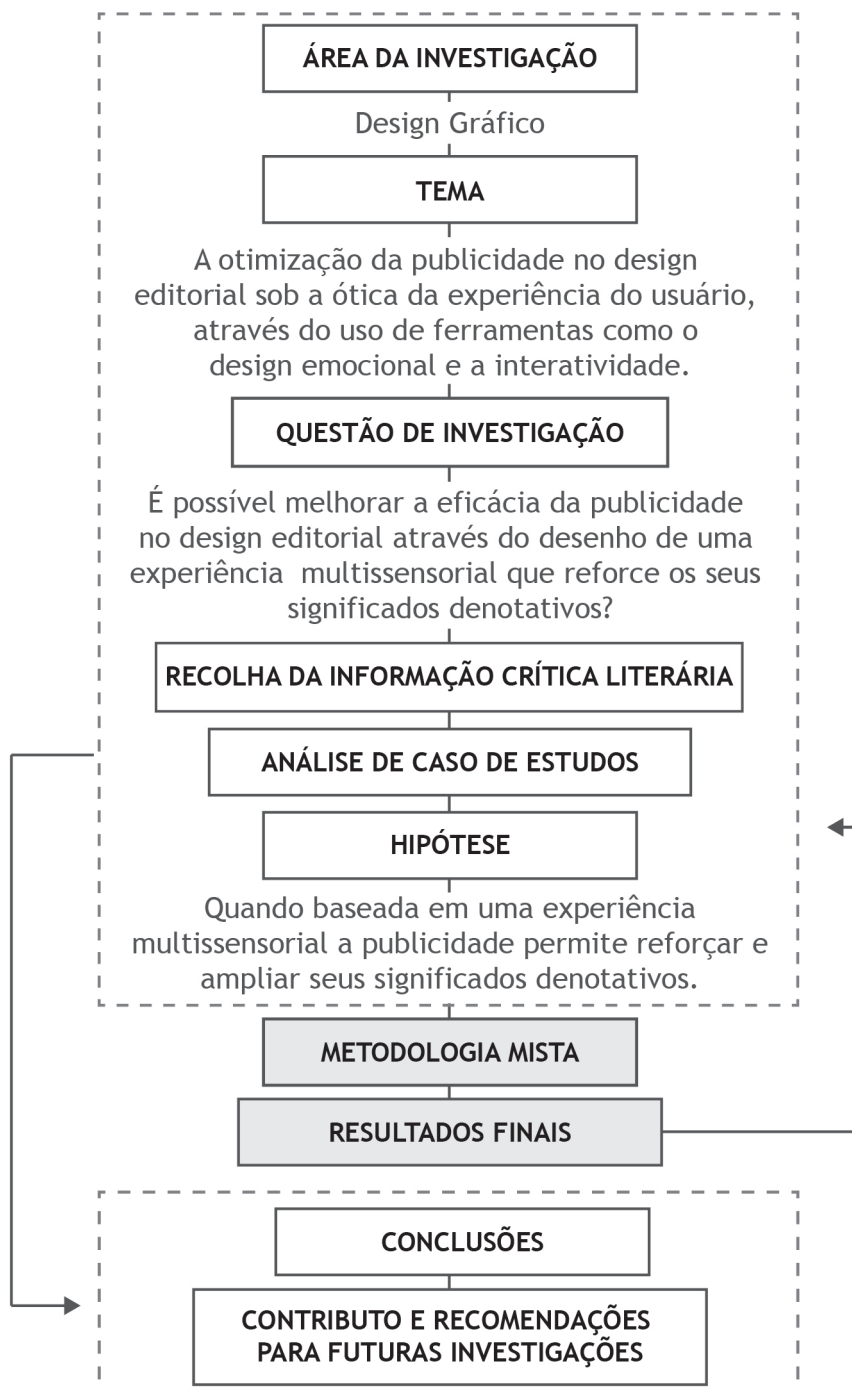 ÁREA DA INVESTIGAÇÃO
Design Gráfico
TEMA
A otimização da publicidade no design
editorial sob a ótica da experiência do usuário,
através do uso de ferramentas como o
design emocional e a interatividade.
QUESTÃO DE INVESTIGAÇÃO
É possível melhorar a eficácia da publicidade
no design editorial através do desenho de uma
experiência multissensorial que reforce os seus
significados denotativos?
RECOLHA DA INFORMAÇÃO CRÍTICA LITERÁRIA
ANÁLISE DE CASO DE ESTUDOS
HIPÓTESE
Quando baseada em uma experiência
multissensorial a publicidade permite reforçar e
ampliar seus significados denotativos.
METODOLOGIA MISTA
RESULTADOS FINAIS
CONCLUSÕES
CONTRIBUTO E RECOMENDAÇÕES
PARA FUTURAS INVESTIGAÇÕES